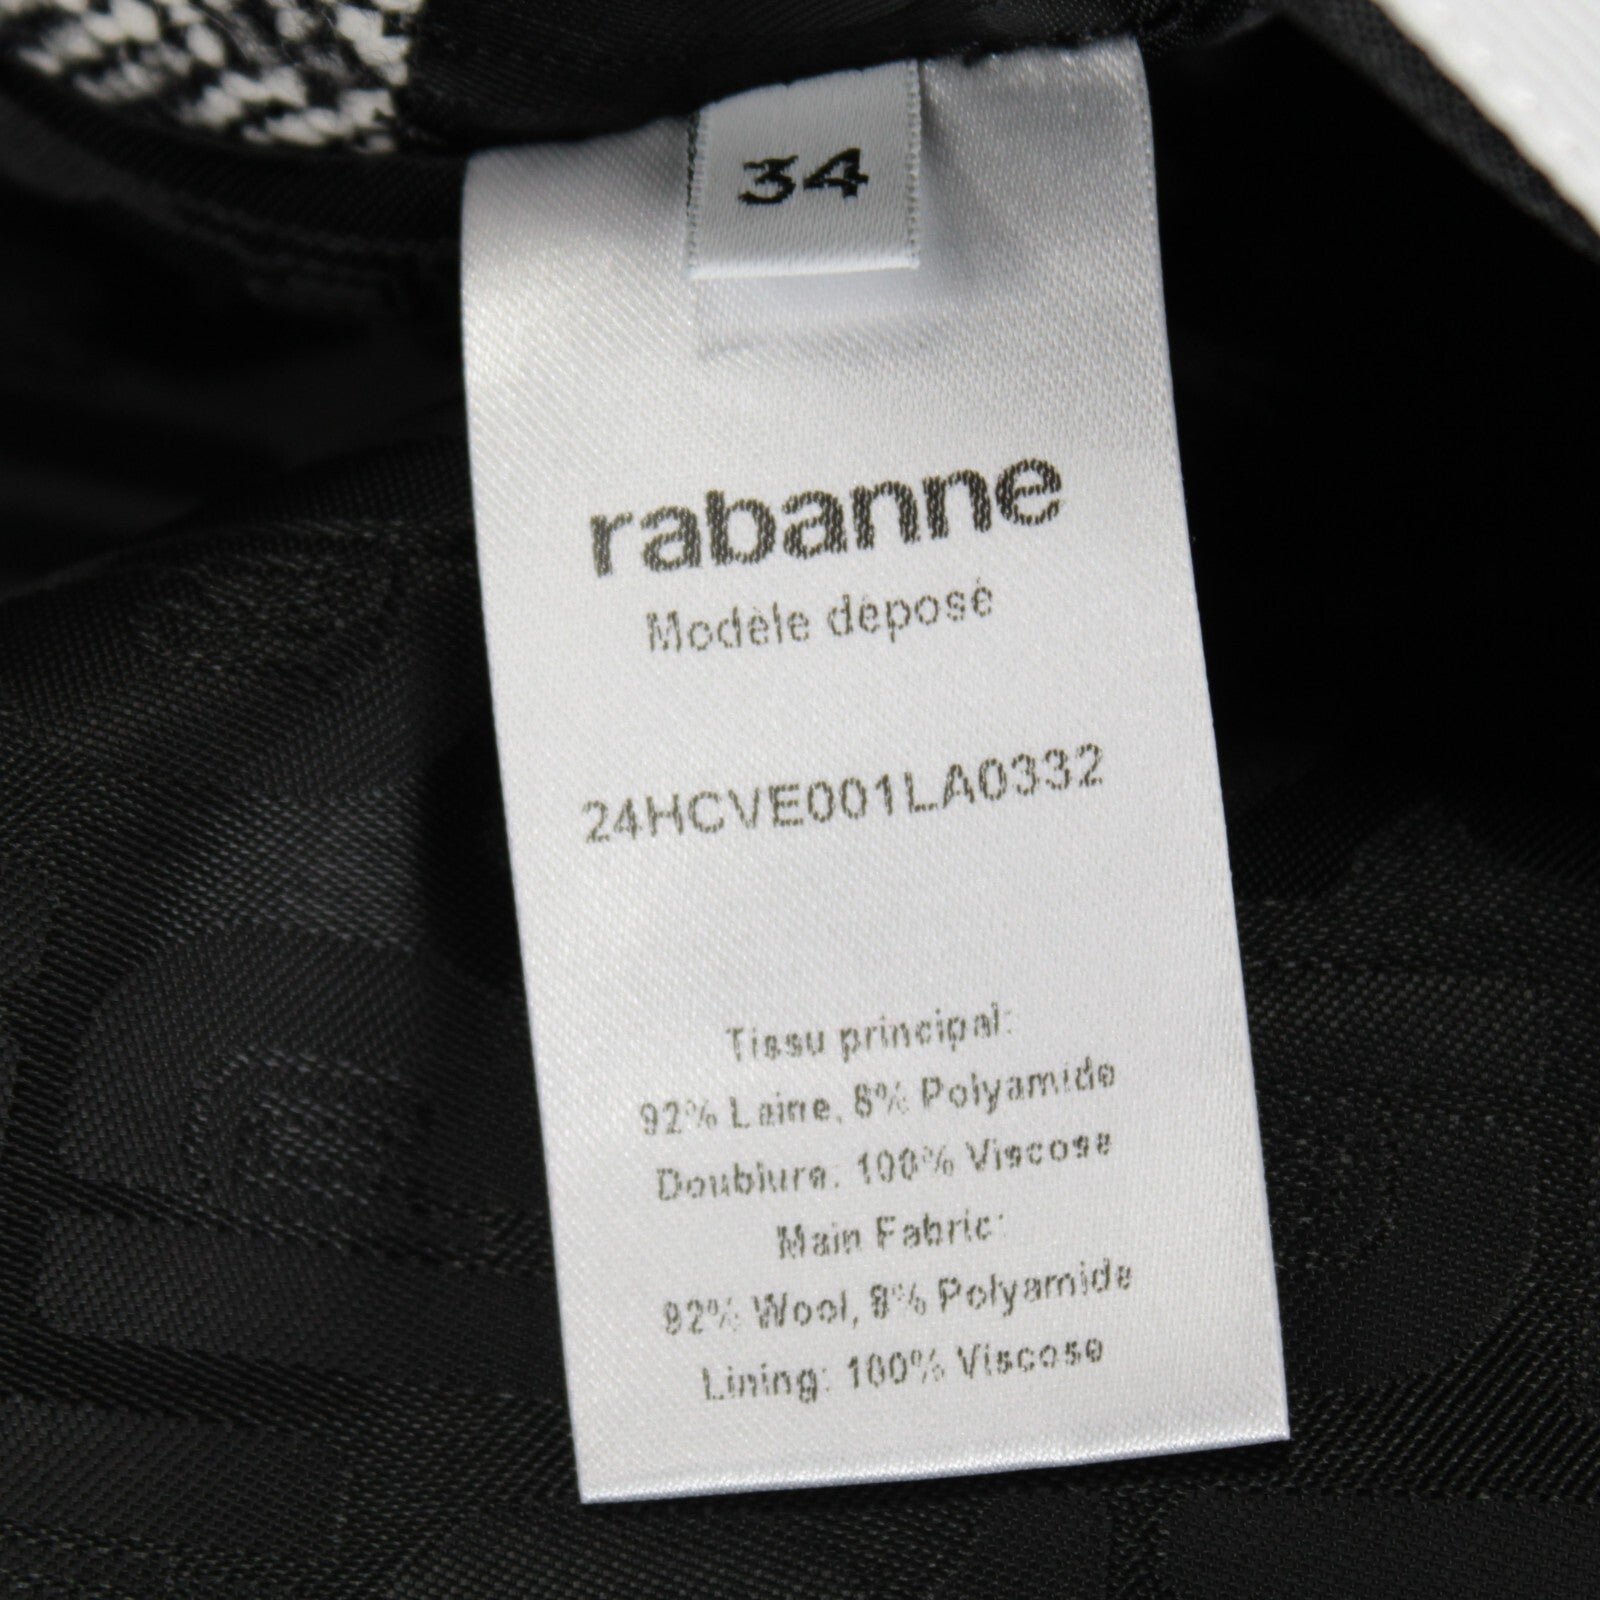 34
rabanne
Modèle déposé
24HCVE001LA0332
Tissu principal:
92% Laine, 8% Polyamide
Doublure: 100% Viscose
Main Fabric:
92% Wool, 8% Polyamide
Lining: 100% Viscose